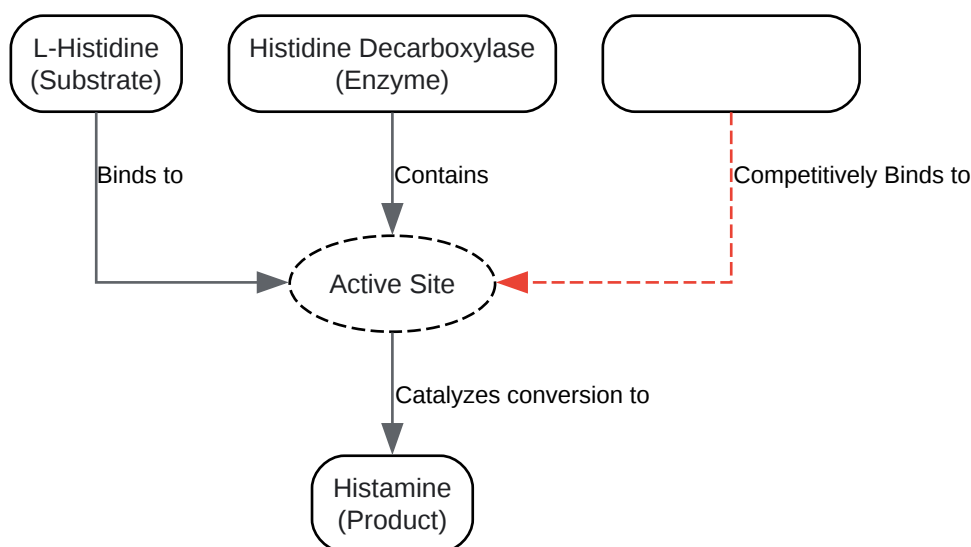 L-Histidine
(Substrate)
Histidine Decarboxylase
(Enzyme)
Binds to
Contains
Competitively Binds to
Active Site
Catalyzes conversion to
Histamine
(Product)